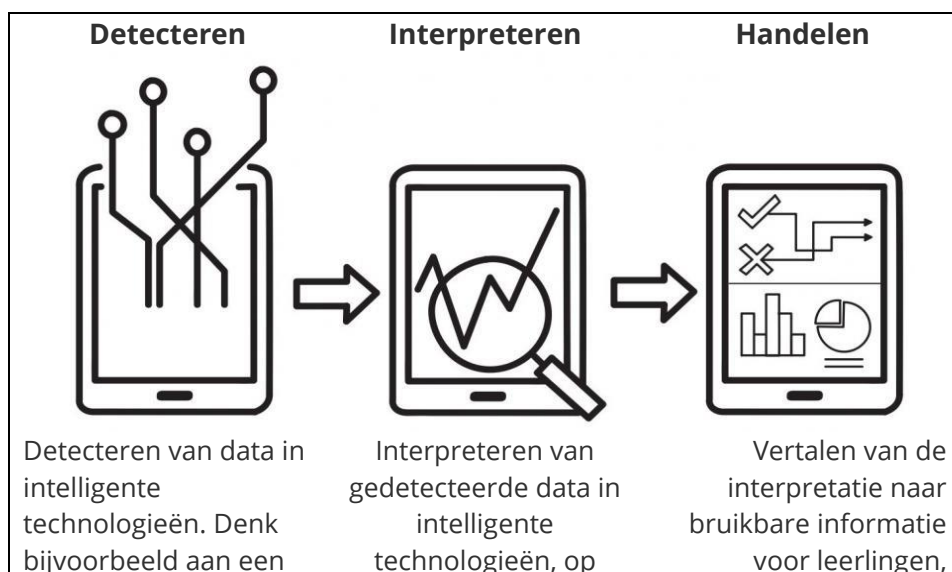 Detecteren
Interpreteren
Handelen
Detecteren van data in
intelligente
technologieën. Denk
bijvoorbeeld aan een
Interpreteren van
gedetecteerde data in
intelligente
technologieën, op
Vertalen van de
interpretatie naar
bruikbare informatie
voor leerlingen,